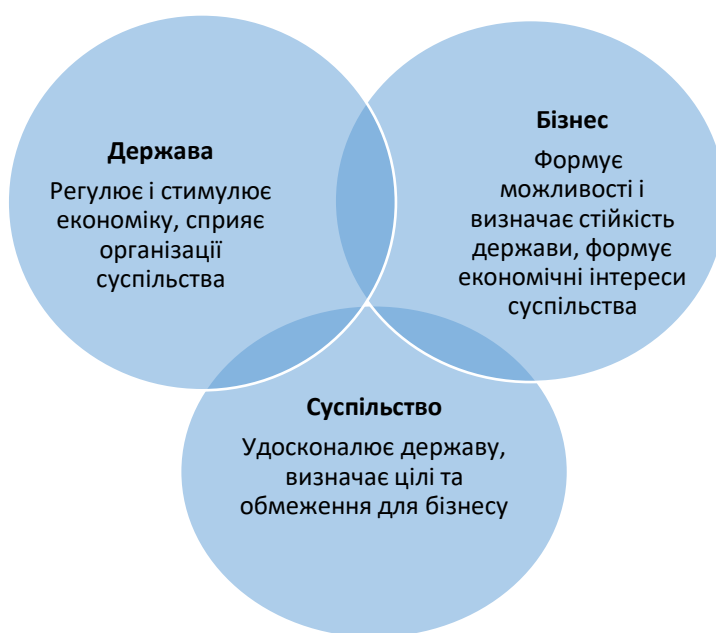 Держава
Регулює і стимулює
економіку, сприяє
організації
суспільства
Бізнес
Формує
можливості і
визначає стійкість
держави, формує
економічні інтереси
суспільства
Суспільство
Удосконалює державу,
визначає цілі та
обмеження для бізнесу